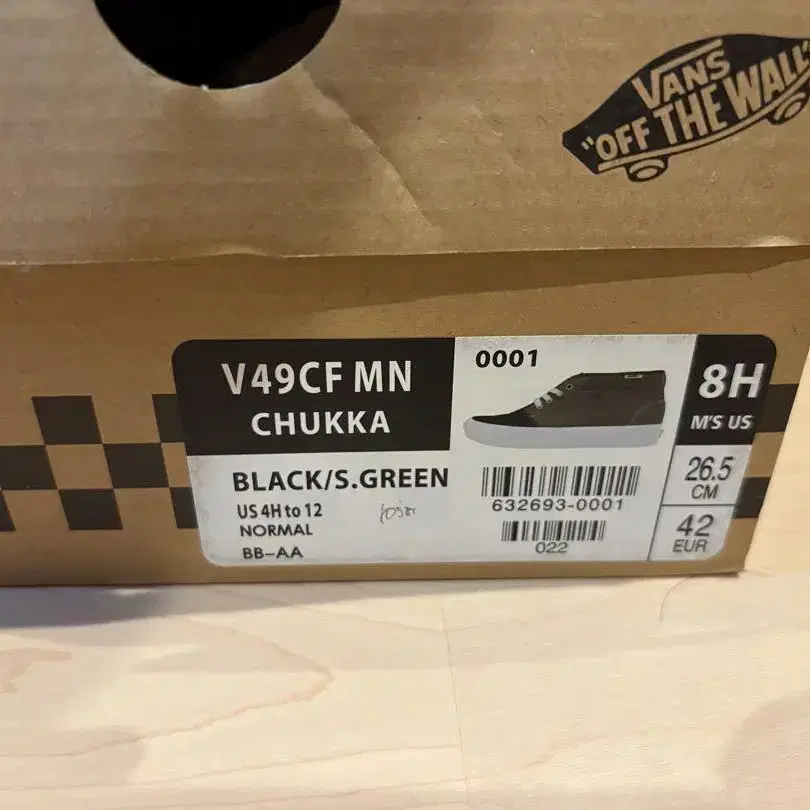 VANS
"OFF THE WALL"
V49CF MN
CHUKKA
0001
8H
M'S US
BLACK/S.GREEN
US 4H to 12
NORMAL
BB-AA
632693-0001
022
26.5
CM
42
EUR